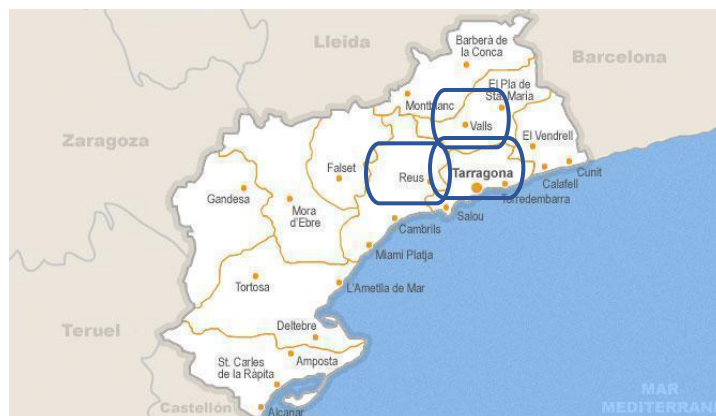 Lleida
Barberà de
la Conca
Barcelona
El Pla de
Sta. Maria
Montblanc
Valls
Zaragoza
El Vendrell
Falset
Reus
Tarragona
Cunit
Calafell
Gandesa
Mora
d'Ebre
Torredembarra
Salou
Cambrils
Miami Platja
Tortosa
L'Ametlla de Mar
Teruel
Deltebre
St. Carles
de la Ràpita
Amposta
Castellón
Alcanar
MAR
MEDITERRANI